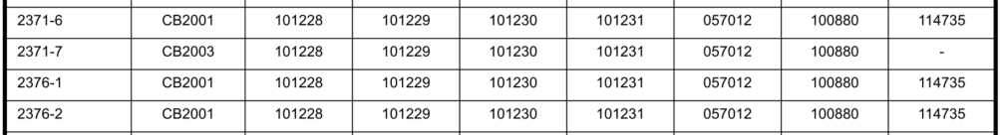 2371-6 CB2001 101228 101229 101230 101231 057012 100880 114735
2371-7 CB2003 101228 101229 101230 101231 057012 100880 -
2376-1 CB2001 101228 101229 101230 101231 057012 100880 114735
2376-2 CB2001 101228 101229 101230 101231 057012 100880 114735